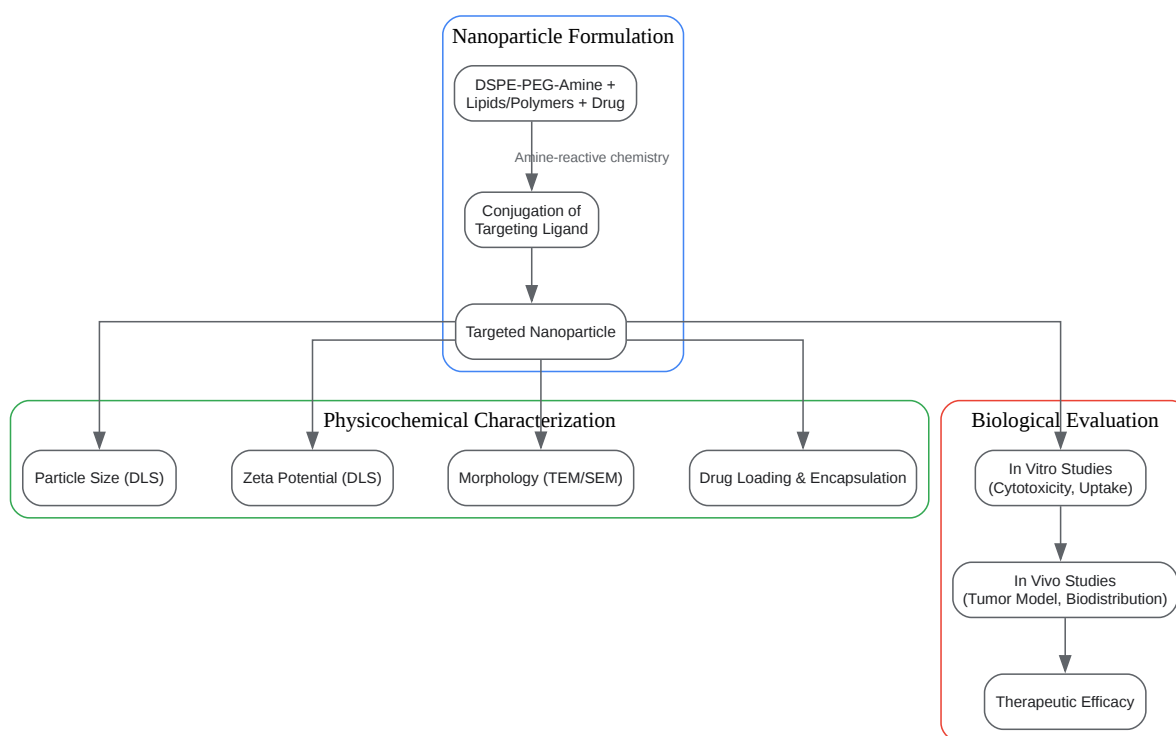 Nanoparticle Formulation
DSPE-PEG-Amine +
Lipids/Polymers + Drug
Amine-reactive chemistry
Conjugation of
Targeting Ligand
Targeted Nanoparticle
Physicochemical Characterization
Particle Size (DLS)
Zeta Potential (DLS)
Morphology (TEM/SEM)
Drug Loading & Encapsulation
Biological Evaluation
In Vitro Studies
(Cytotoxicity, Uptake)
In Vivo Studies
(Tumor Model, Biodistribution)
Therapeutic Efficacy